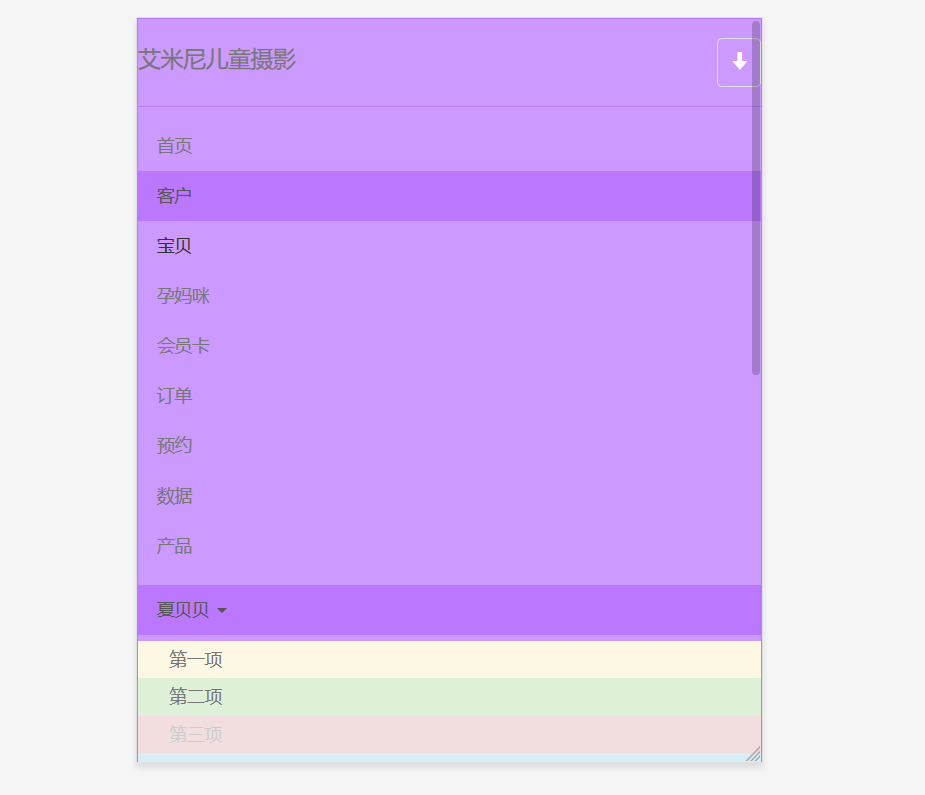 艾米尼儿童摄影
首页
客户
宝贝
孕妈咪
会员卡
订单
预约
数据
产品
夏贝贝
第一项
第二项
第三项